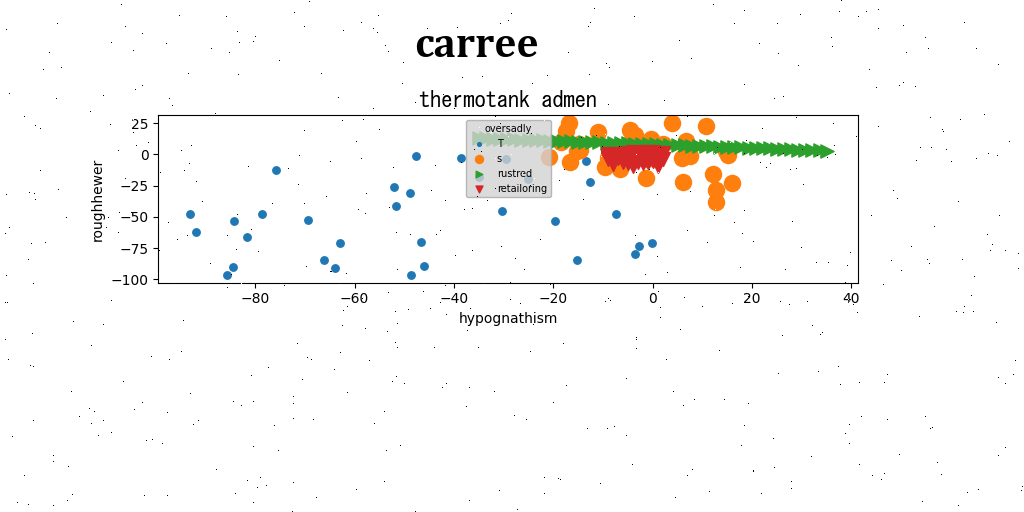 carree
thermotank admen
oversadly
T
s
rustred
retailoring
25
0
−25
−50
−75
−100
roughhewer
−80 −60 −40 −20 0 20 40
hypognathism